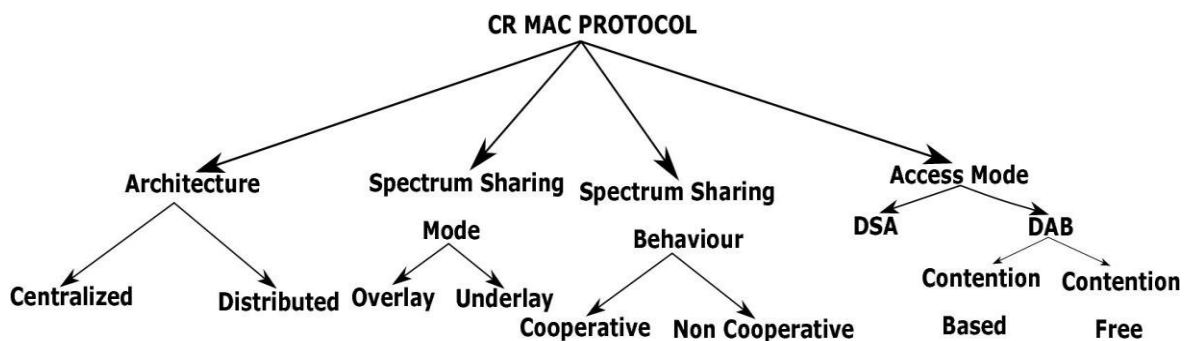 CR MAC PROTOCOL
Architecture
Spectrum Sharing
Mode
Spectrum Sharing
Behaviour
Access Mode
Centralized
Distributed
Overlay
Underlay
Cooperative
Non Cooperative
DSA
DAB
Contention
Based
Contention
Free